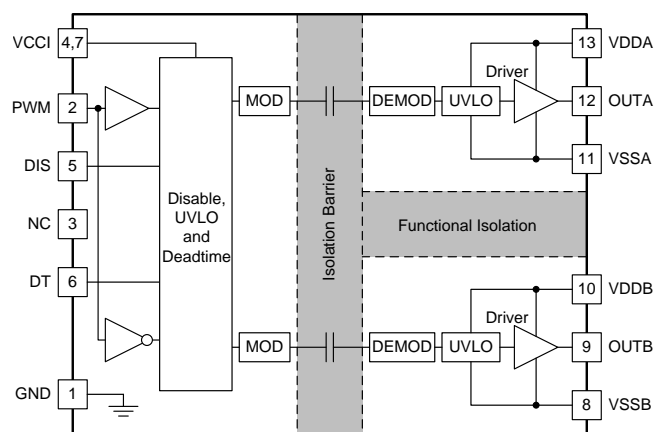 VCCI 4,7
PWM 2
DIS 5
NC 3
DT 6
GND 1
Disable,
UVLO
and
Deadtime
MOD
DEMOD
UVLO
Driver
13 VDDA
12 OUTA
11 VSSA
Isolation Barrier
Functional Isolation
MOD
DEMOD
UVLO
Driver
10 VDDB
9 OUTB
8 VSSB